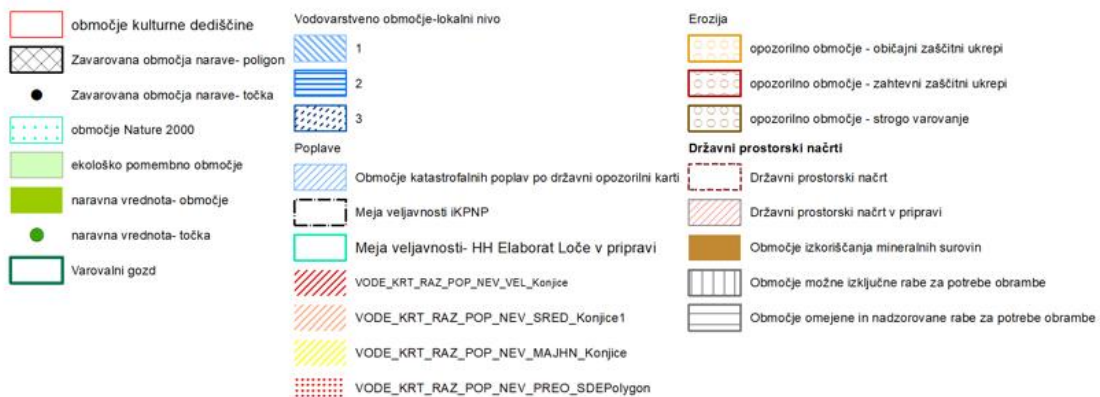 območje kulturne dediščine
Zavarovana območja narave- poligon
Zavarovana območja narave- točka
območje Nature 2000
ekološko pomembno območje
naravna vrednota- območje
naravna vrednota- točka
Varovalni gozd
Vodovarstveno območje-lokalni nivo
1
2
3
Poplave
Območje katastrofalnih poplav po državni opozorilni karti
Meja veljavnosti iKPNP
Meja veljavnosti- HH Elaborat Loče v pripravi
VODE_KRT_RAZ_POP_NEV_VEL_Konjice
VODE_KRT_RAZ_POP_NEV_SRED_Konjice1
VODE_KRT_RAZ_POP_NEV_MAJHN_Konjice
VODE_KRT_RAZ_POP_NEV_PREO_SDEPolygon
Erozija
opozorilno območje - običajni zaščitni ukrepi
opozorilno območje - zahtevni zaščitni ukrepi
opozorilno območje - strogo varovanje
Državni prostorski načrti
Državni prostorski načrt
Državni prostorski načrt v pripravi
Območje izkoriščanja mineralnih surovin
Območje možne izključne rabe za potrebe obrambe
Območje omejene in nadzorovane rabe za potrebe obrambe